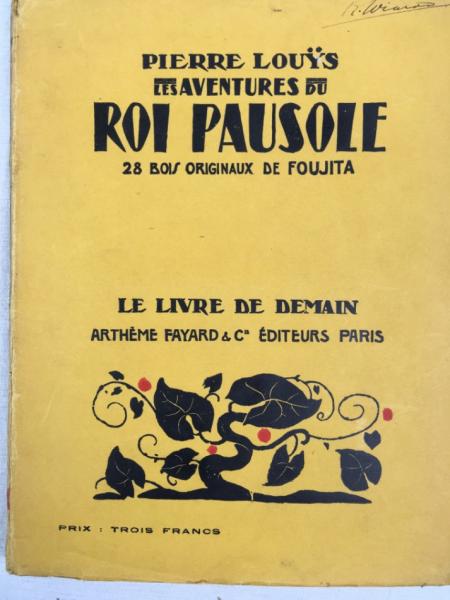 PIERRE LOUŸS
LES AVENTURES DU
ROI PAUSOLE
28 BOIS ORIGINAUX DE FOUJITA
LE LIVRE DE DEMAIN
ARTHÈME FAYARD & Cie ÉDITEURS PARIS
PRIX : TROIS FRANCS